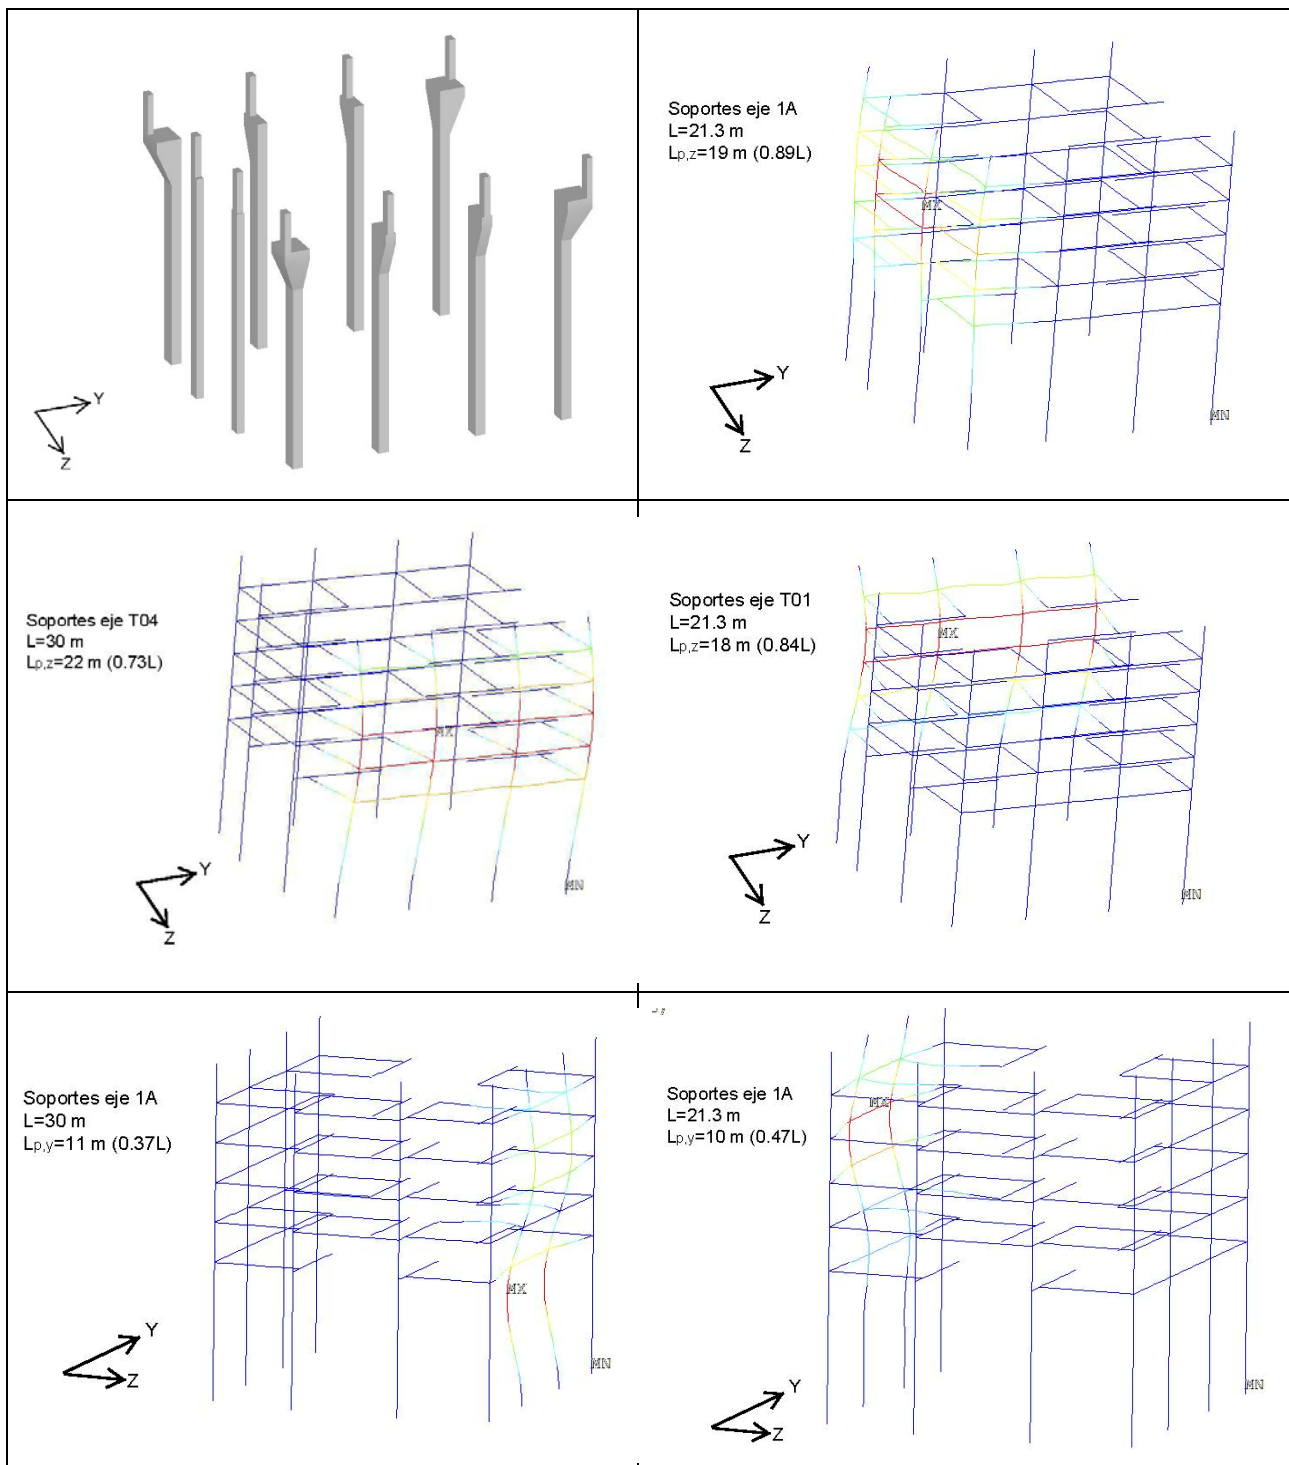 Y
Z
Soportes eje 1A
L=21.3 m
Lp,z=19 m (0.89L)
MX
Y
Z
MN
Soportes eje T04
L=30 m
Lp,z=22 m (0.73L)
MX
Y
Z
MN
Soportes eje T01
L=21.3 m
Lp,z=18 m (0.84L)
MX
Y
Z
MN
Soportes eje 1A
L=30 m
Lp,y=11 m (0.37L)
MX
Y
Z
MN
Soportes eje 1A
L=21.3 m
Lp,y=10 m (0.47L)
MX
Y
Z
MN